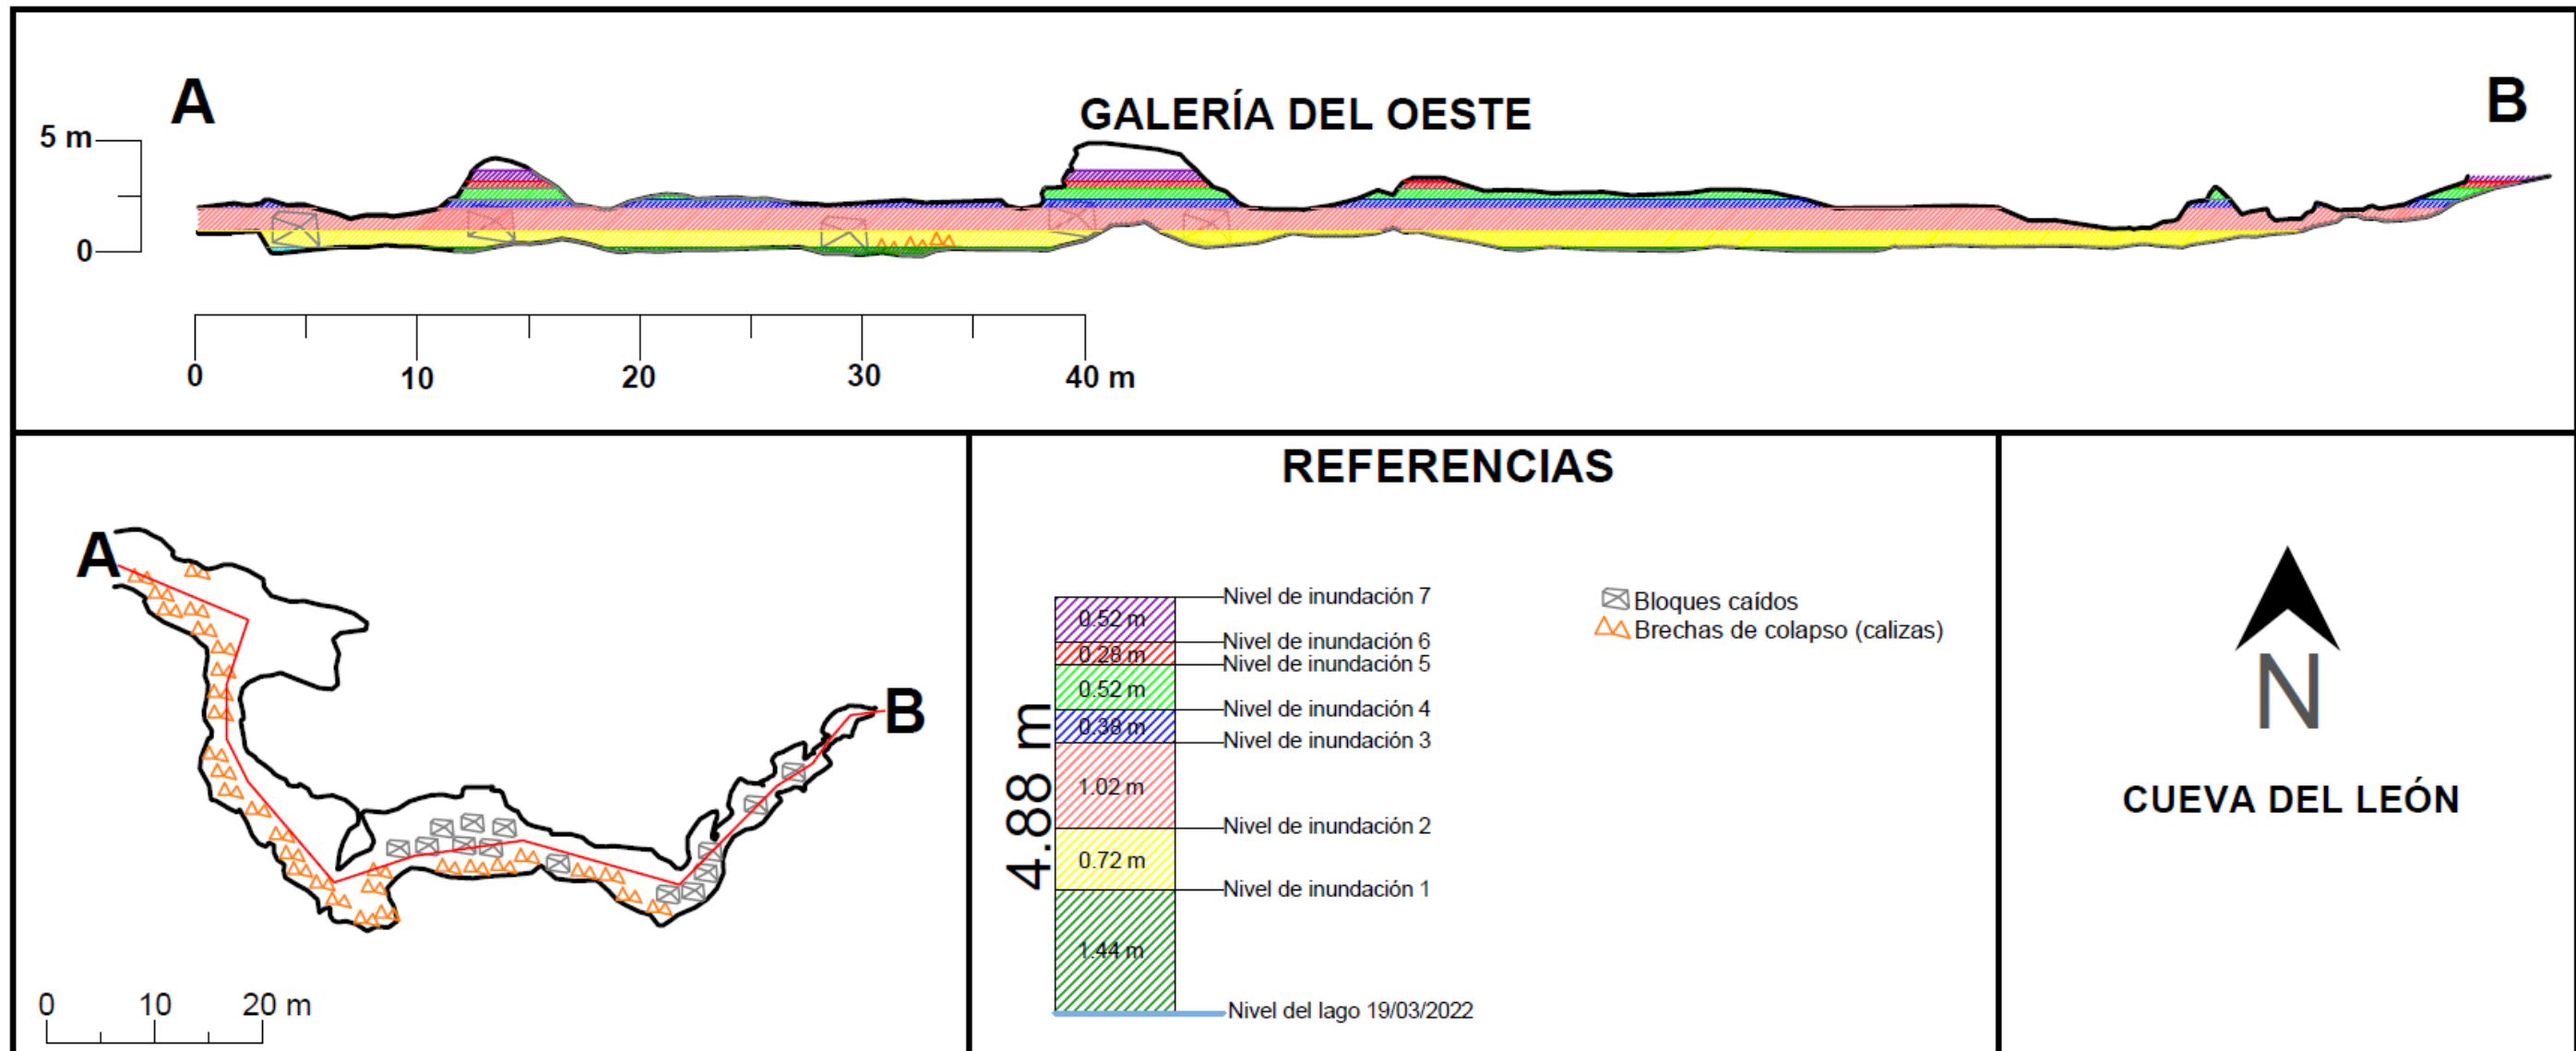 A
B
GALERÍA DEL OESTE
5 m
0
0
10
20
30
40 m
A
B
0
10
20 m
REFERENCIAS
4.88 m
Nivel de inundación 7
0.52 m
Nivel de inundación 6
0.28 m
Nivel de inundación 5
0.52 m
Nivel de inundación 4
0.38 m
Nivel de inundación 3
1.02 m
Nivel de inundación 2
0.72 m
Nivel de inundación 1
1.44 m
Nivel del lago 19/03/2022
Bloques caídos
Brechas de colapso (calizas)
N
CUEVA DEL LEÓN